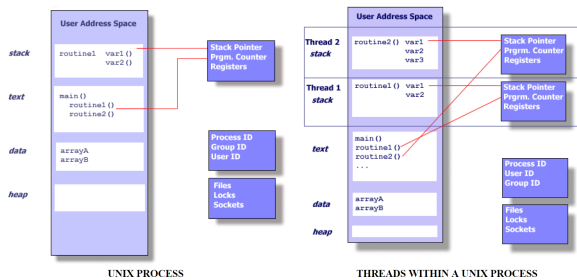 User Address Space
stack
routine1 var1()
var2()
Stack Pointer
Prgrm. Counter
Registers
text
main()
routine1()
routine2()
data
arrayA
arrayB
Process ID
Group ID
User ID
heap
Files
Locks
Sockets
UNIX PROCESS
User Address Space
Thread 2
stack
routine2() var1
var2
var3
Stack Pointer
Prgrm. Counter
Registers
Thread 1
stack
routine1() var1
var2
Stack Pointer
Prgrm. Counter
Registers
text
main()
routine1()
routine2()
...
Process ID
User ID
Group ID
data
arrayA
arrayB
Files
Locks
Sockets
heap
THREADS WITHIN A UNIX PROCESS